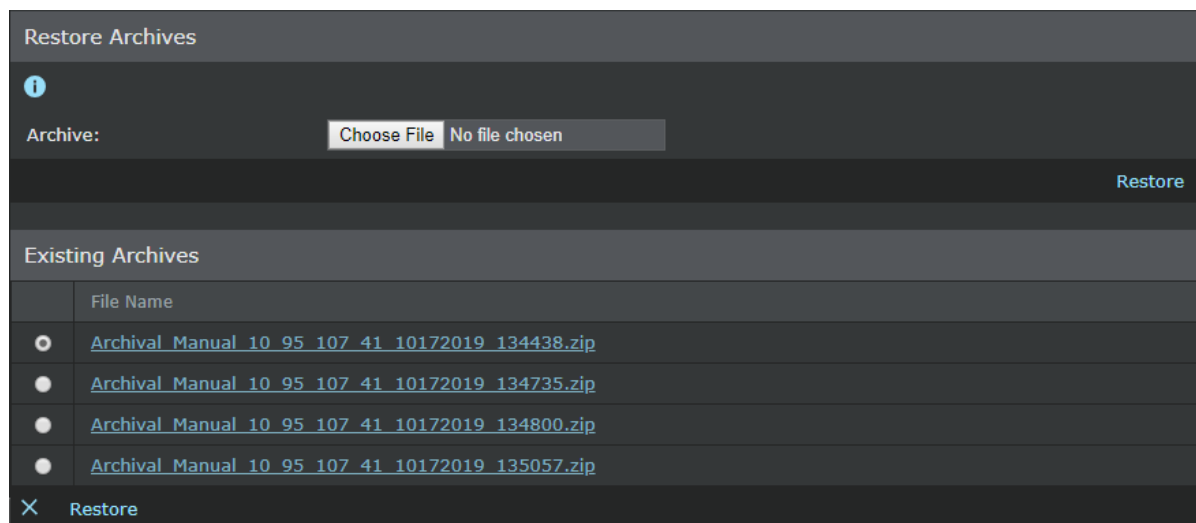 Restore Archives
Archive: Choose File No file chosen
Restore
Existing Archives
File Name
Archival_Manual_10_95_107_41_10172019_134438.zip
Archival_Manual_10_95_107_41_10172019_134735.zip
Archival_Manual_10_95_107_41_10172019_134800.zip
Archival_Manual_10_95_107_41_10172019_135057.zip
Restore